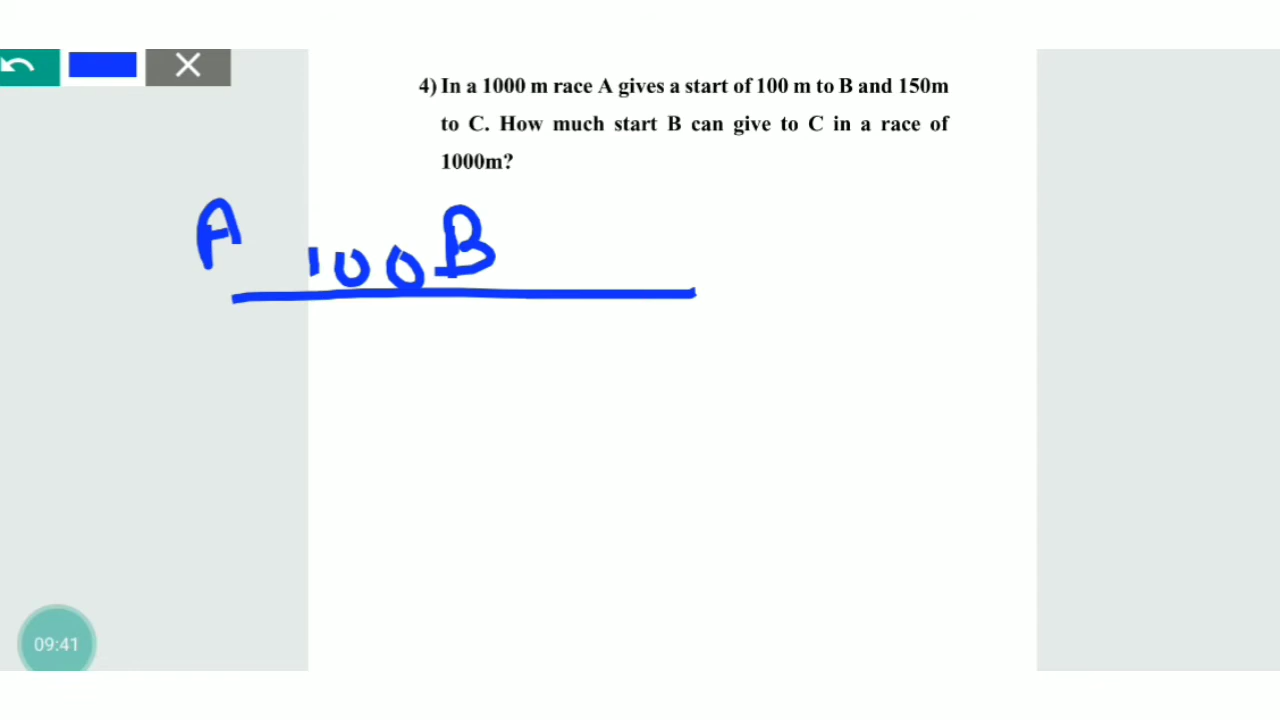 4) In a 1000 m race A gives a start of 100 m to B and 150m
to C. How much start B can give to C in a race of
1000m?
A 100 B
09:41